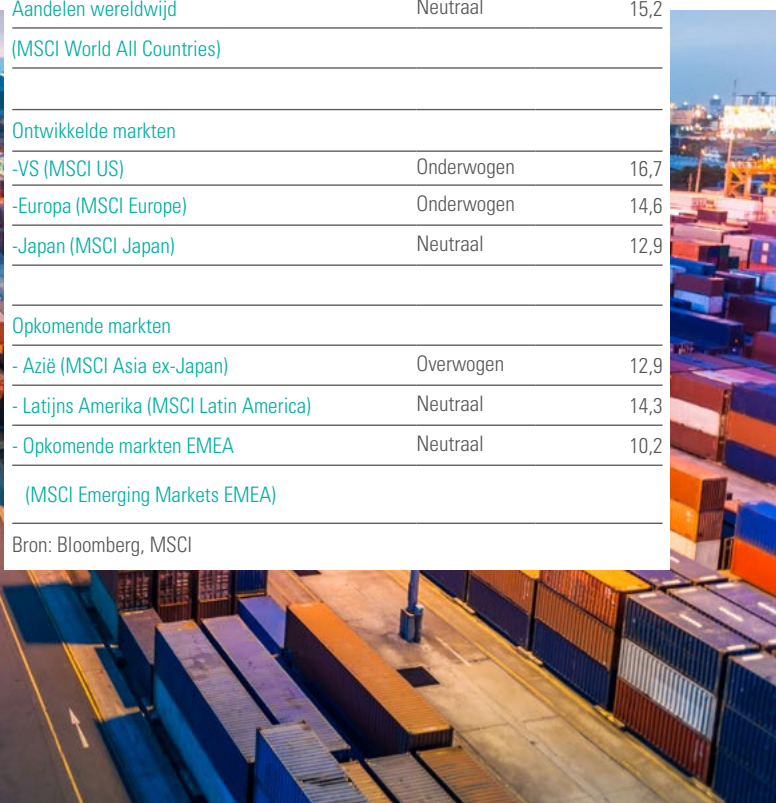 Aandelen wereldwijd Neutraal 15,2
(MSCI World All Countries)
Ontwikkelde markten
-VS (MSCI US) Onderwogen 16,7
-Europa (MSCI Europe) Onderwogen 14,6
-Japan (MSCI Japan) Neutraal 12,9
Opkomende markten
- Azië (MSCI Asia ex-Japan) Overwogen 12,9
- Latijns Amerika (MSCI Latin America) Neutraal 14,3
- Opkomende markten EMEA Neutraal 10,2
(MSCI Emerging Markets EMEA)
Bron: Bloomberg, MSCI